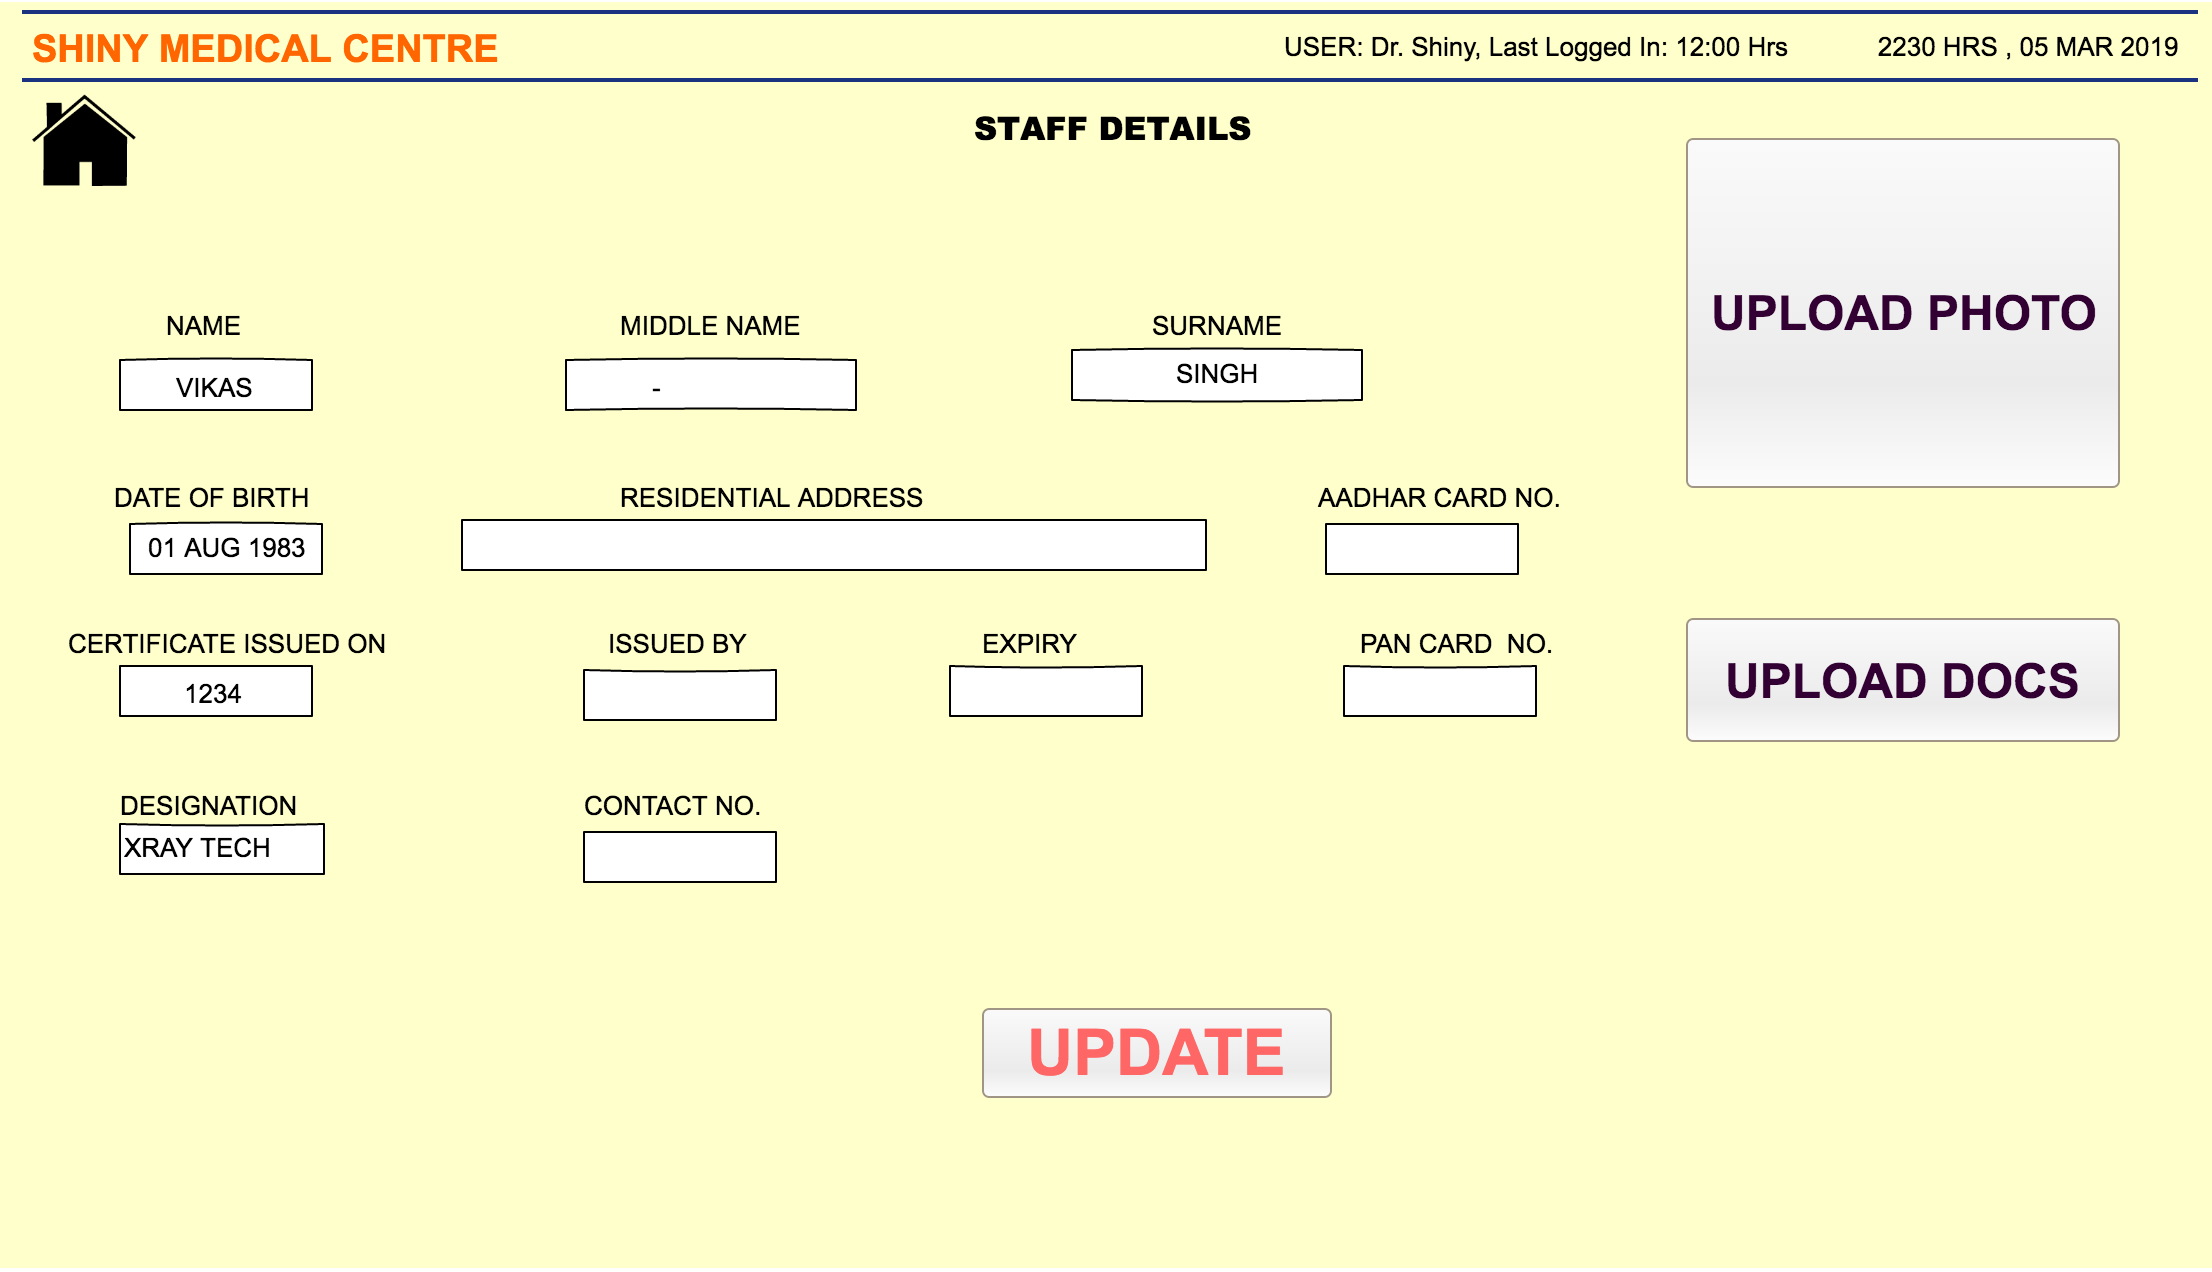 SHINY MEDICAL CENTRE
USER: Dr. Shiny, Last Logged In: 12:00 Hrs
2230 HRS , 05 MAR 2019
STAFF DETAILS
UPLOAD PHOTO
NAME
MIDDLE NAME
SURNAME
VIKAS
-
SINGH
DATE OF BIRTH
RESIDENTIAL ADDRESS
AADHAR CARD NO.
01 AUG 1983
CERTIFICATE ISSUED ON
ISSUED BY
EXPIRY
PAN CARD  NO.
1234
UPLOAD DOCS
DESIGNATION
CONTACT NO.
XRAY TECH
UPDATE